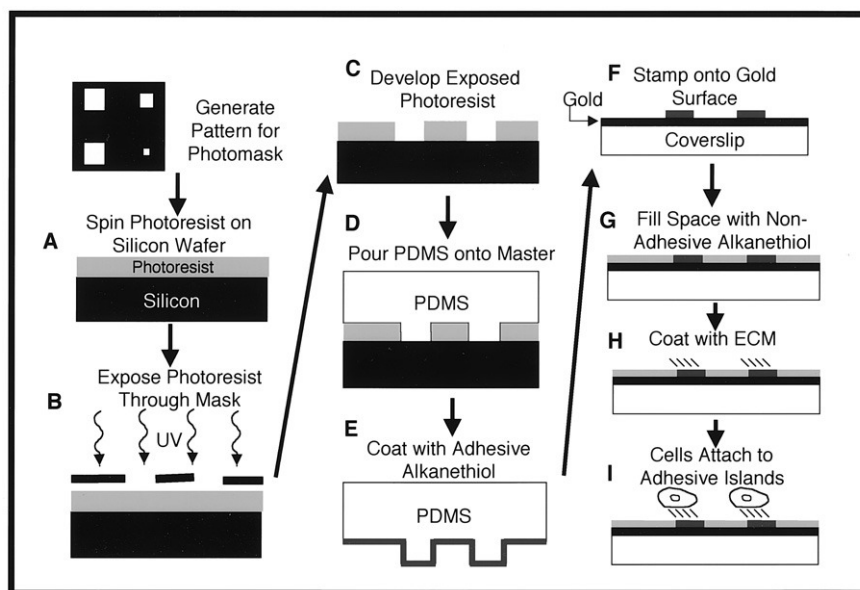 Generate
Pattern for
Photomask
A
Spin Photoresist on
Silicon Wafer
Photoresist
Silicon
B
Expose Photoresist
Through Mask
UV
C
Develop Exposed
Photoresist
D
Pour PDMS onto Master
PDMS
E
Coat with Adhesive
Alkanethiol
PDMS
F
Stamp onto Gold
Surface
Gold
Coverslip
G
Fill Space with Non-
Adhesive Alkanethiol
H
Coat with ECM
I
Cells Attach to
Adhesive Islands